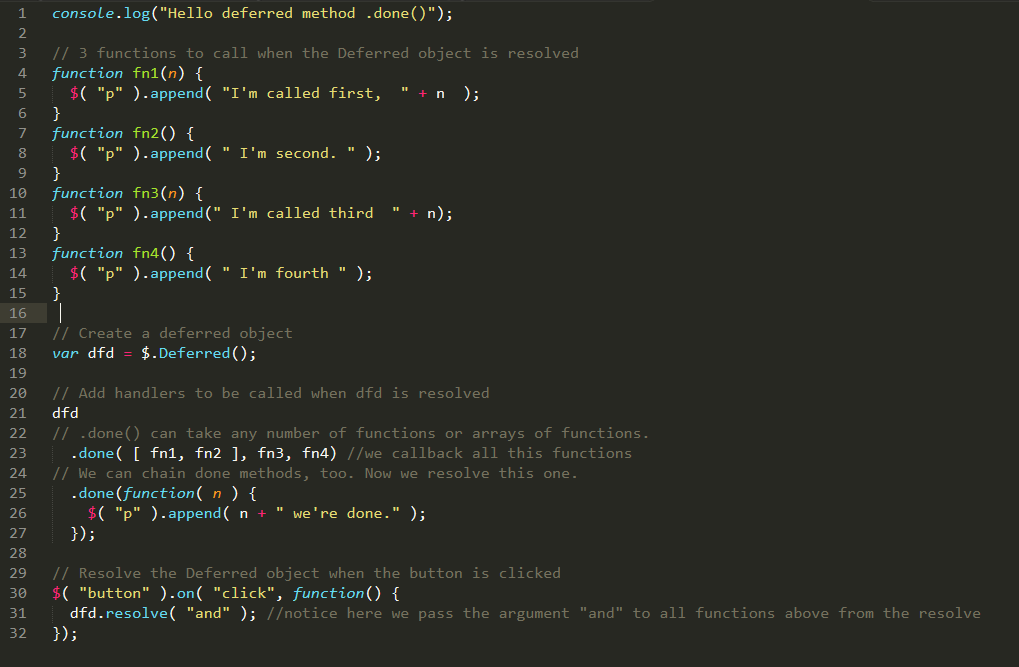 1 console.log("Hello deferred method .done()");
2
3 // 3 functions to call when the Deferred object is resolved
4 function fn1(n) {
5   $( "p" ).append( "I'm called first,  " + n  );
6 }
7 function fn2() {
8   $( "p" ).append( " I'm second. " );
9 }
10 function fn3(n) {
11   $( "p" ).append(" I'm called third  " + n);
12 }
13 function fn4() {
14   $( "p" ).append( " I'm fourth " );
15 }
16
17 // Create a deferred object
18 var dfd = $.Deferred();
19
20 // Add handlers to be called when dfd is resolved
21 dfd
22 // .done() can take any number of functions or arrays of functions.
23   .done( [ fn1, fn2 ], fn3, fn4) //we callback all this functions
24 // We can chain done methods, too. Now we resolve this one.
25   .done(function( n ) {
26     $( "p" ).append( n + " we're done." );
27   });
28
29 // Resolve the Deferred object when the button is clicked
30 $( "button" ).on( "click", function() {
31   dfd.resolve( "and" ); //notice here we pass the argument "and" to all functions above from the resolve
32 });